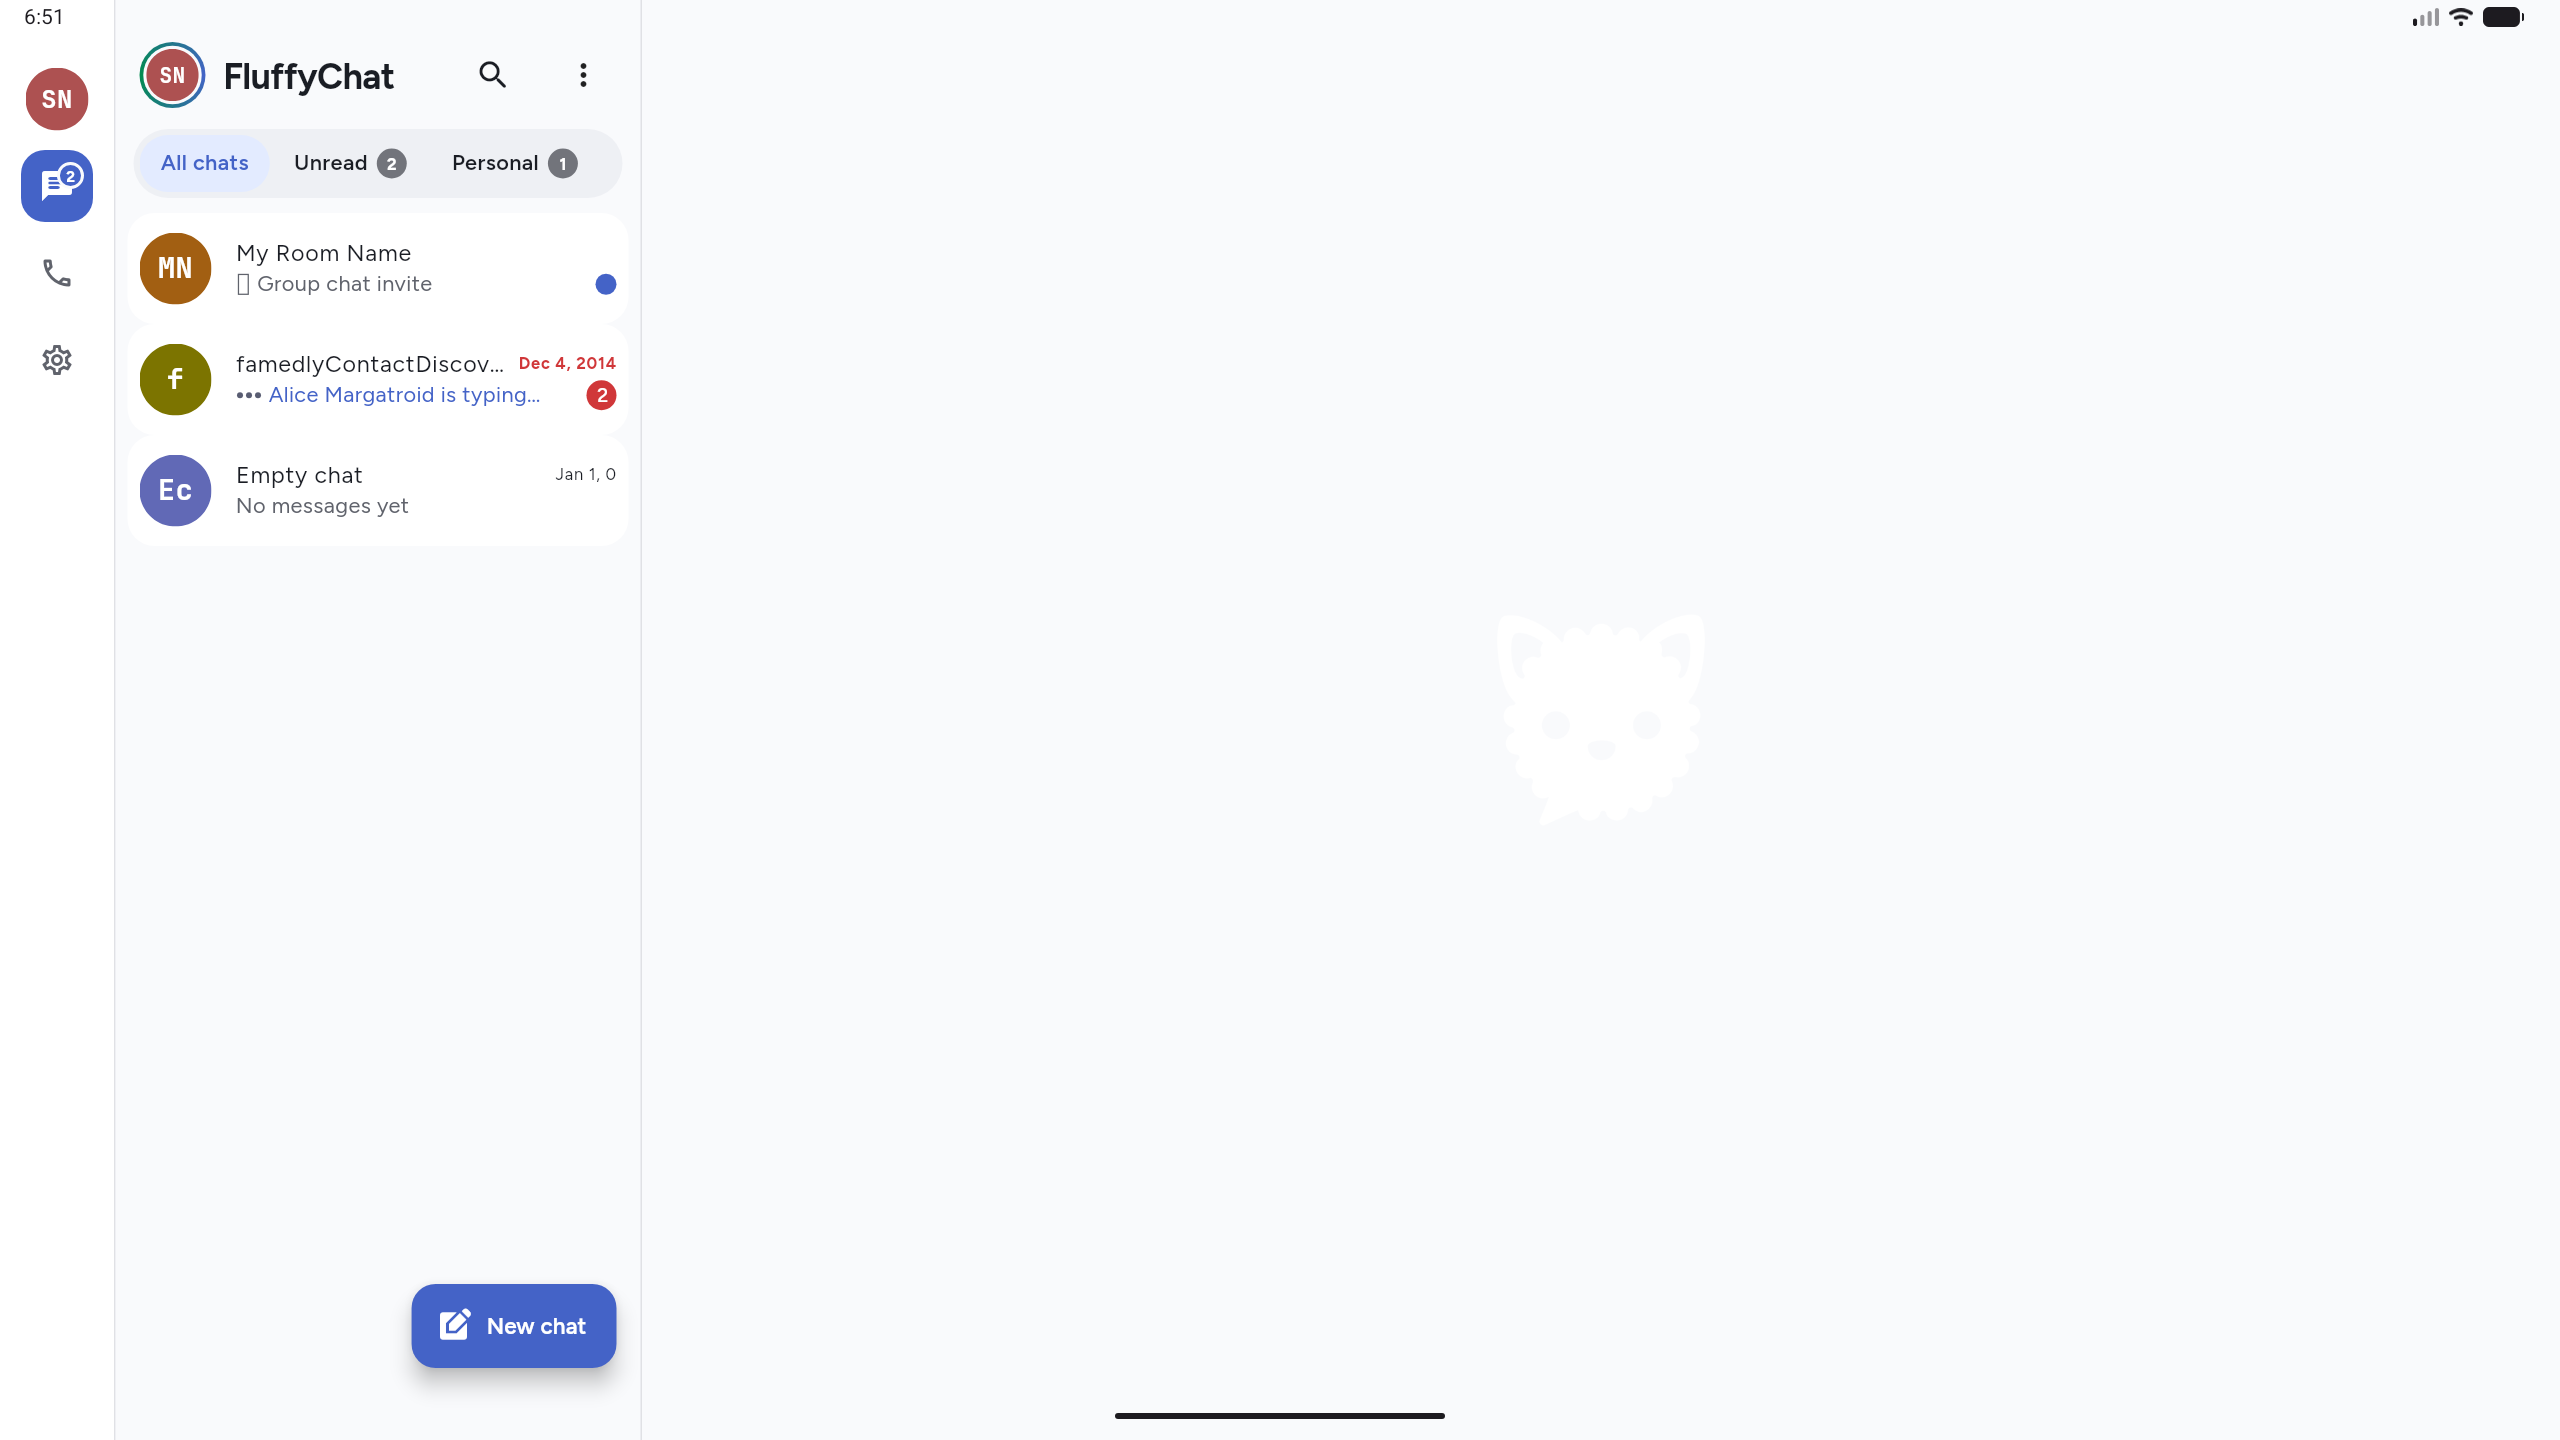 6:51
SN
2
SN
FluffyChat
All chats
Unread 2
Personal 1
MN
My Room Name
Group chat invite
f
famedlyContactDiscov...
Dec 4, 2014
Alice Margatroid is typing...
2
Ec
Empty chat
Jan 1, 0
No messages yet
New chat